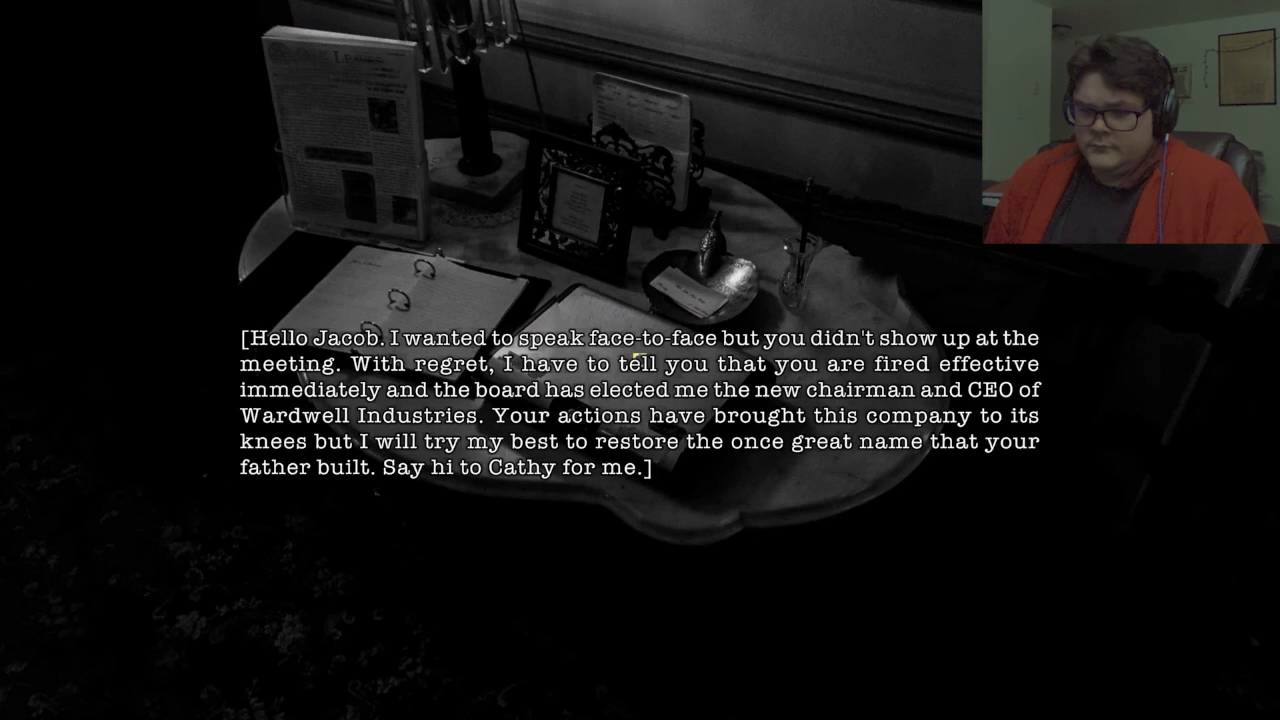 [Hello Jacob. I wanted to speak face-to-face but you didn't show up at the
meeting. With regret, I have to tell you that you are fired effective
immediately and the board has elected me the new chairman and CEO of
Wardwell Industries. Your actions have brought this company to its
knees but I will try my best to restore the once great name that your
father built. Say hi to Cathy for me.]